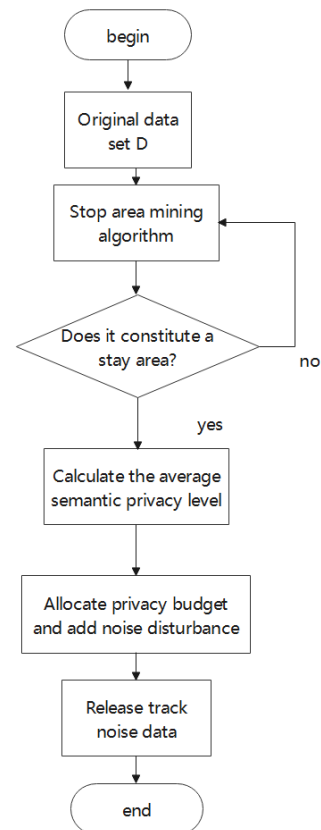 begin
Original data
set D
Stop area mining
algorithm
Does it constitute a
stay area?
no
yes
Calculate the average
semantic privacy level
Allocate privacy budget
and add noise disturbance
Release track
noise data
end